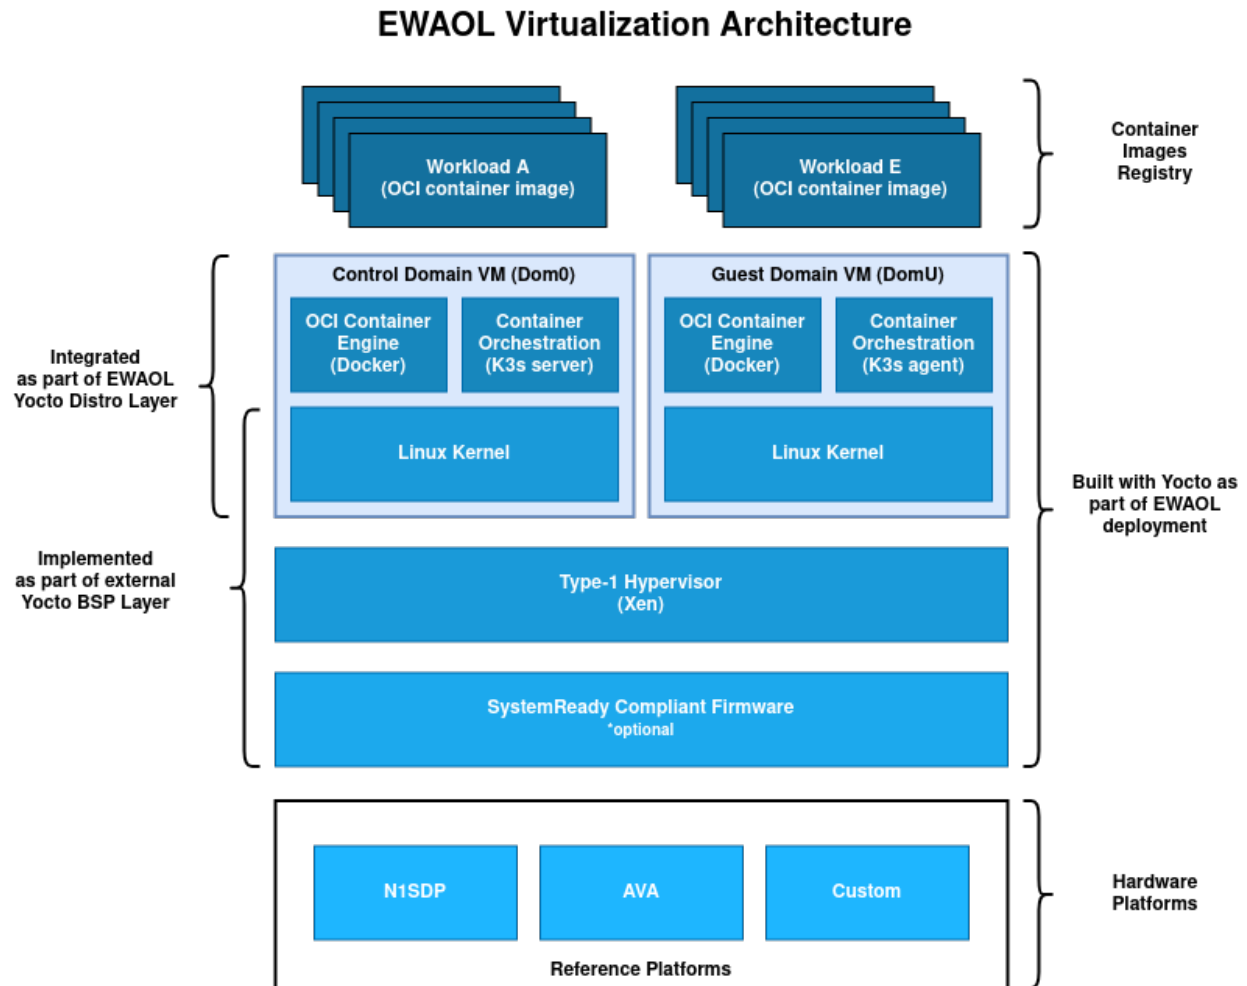 EWAOL Virtualization Architecture
Workload A
(OCI container image)
Workload E
(OCI container image)
Container
Images
Registry
Control Domain VM (Dom0)
OCI Container
Engine
(Docker)
Container
Orchestration
(K3s server)
Linux Kernel
Guest Domain VM (DomU)
OCI Container
Engine
(Docker)
Container
Orchestration
(K3s agent)
Linux Kernel
Integrated
as part of EWAOL
Yocto Distro Layer
Built with Yocto as
part of EWAOL
deployment
Implemented
as part of external
Yocto BSP Layer
Type-1 Hypervisor
(Xen)
SystemReady Compliant Firmware
*optional
N1SDP
AVA
Custom
Reference Platforms
Hardware
Platforms